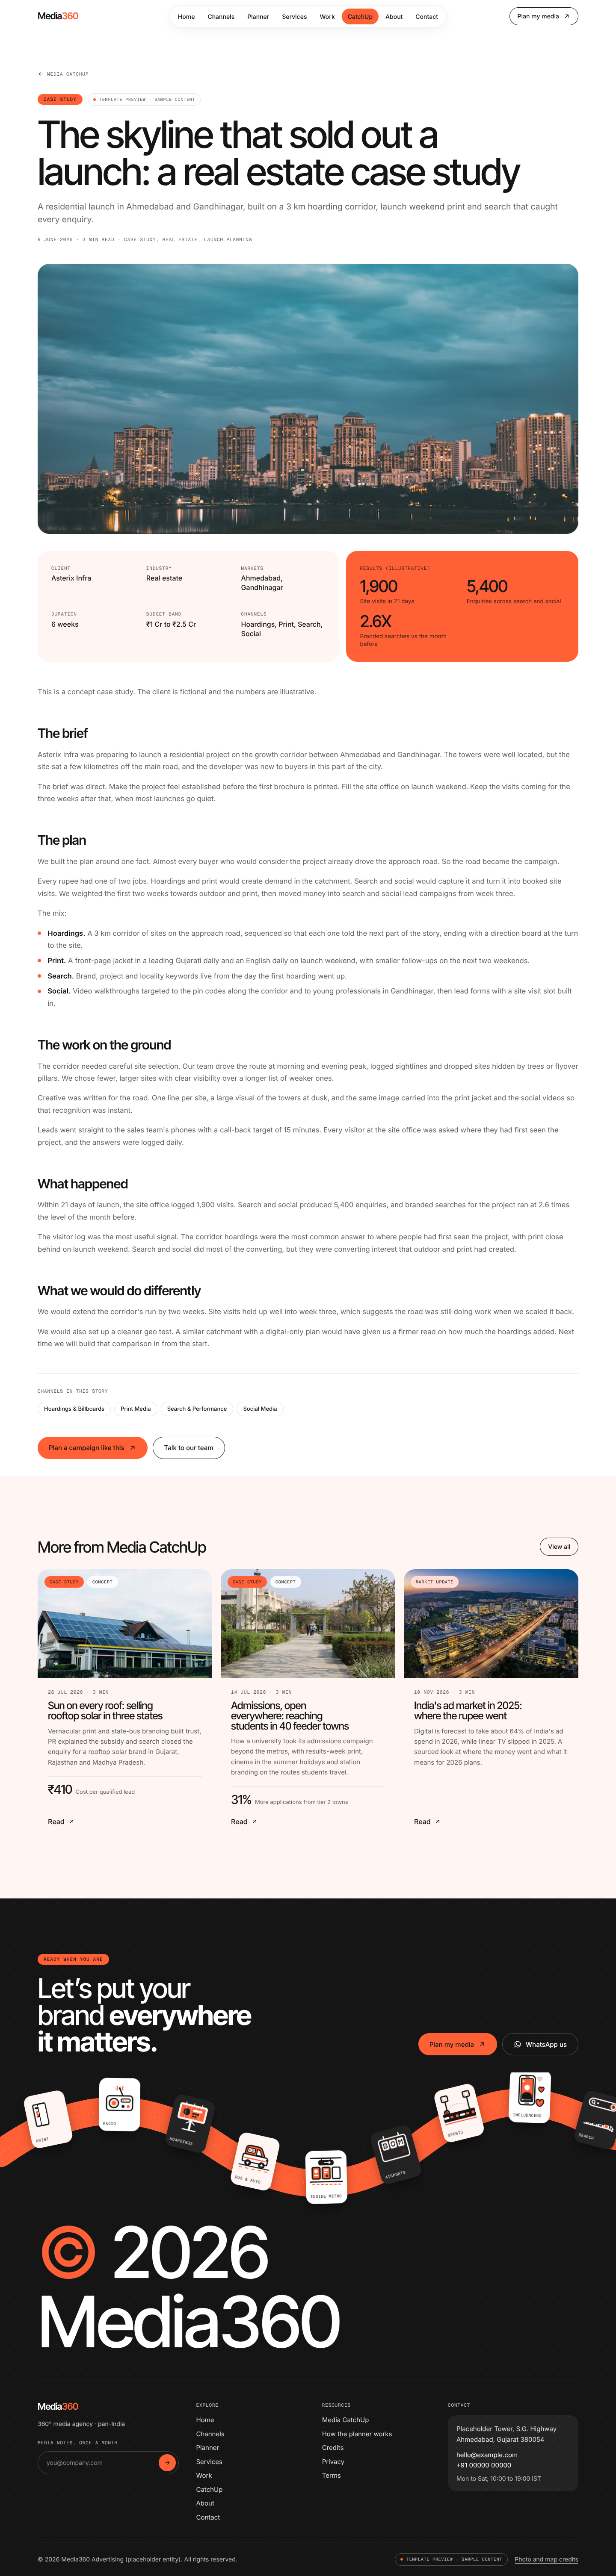 Media360
Home Channels Planner Services Work CatchUp About Contact
Plan my media
MEDIA CATCHUP
CASE STUDY
TEMPLATE PREVIEW · SAMPLE CONTENT
The skyline that sold out a
launch: a real estate case study
A residential launch in Ahmedabad and Gandhinagar, built on a 3 km hoarding corridor, launch weekend print and search that caught
every enquiry.
9 JUNE 2026 · 3 MIN READ · CASE STUDY, REAL ESTATE, LAUNCH PLANNING
CLIENT
Asterix Infra
INDUSTRY
Real estate
MARKETS
Ahmedabad,
Gandhinagar
DURATION
6 weeks
BUDGET BAND
₹1 Cr to ₹2.5 Cr
CHANNELS
Hoardings, Print, Search,
Social
RESULTS (ILLUSTRATIVE)
1,900
Site visits in 21 days
5,400
Enquiries across search and social
2.6X
Branded searches vs the month
before
This is a concept case study. The client is fictional and the numbers are illustrative.
The brief
Asterix Infra was preparing to launch a residential project on the growth corridor between Ahmedabad and Gandhinagar. The towers were well located, but the
site sat a few kilometres off the main road, and the developer was new to buyers in this part of the city.
The brief was direct. Make the project feel established before the first brochure is printed. Fill the site office on launch weekend. Keep the visits coming for the
three weeks after that, when most launches go quiet.
The plan
We built the plan around one fact. Almost every buyer who would consider the project already drove the approach road. So the road became the campaign.
Every rupee had one of two jobs. Hoardings and print would create demand in the catchment. Search and social would capture it and turn it into booked site
visits. We weighted the first two weeks towards outdoor and print, then moved money into search and social lead campaigns from week three.
The mix:
Hoardings. A 3 km corridor of sites on the approach road, sequenced so that each one told the next part of the story, ending with a direction board at the turn
to the site.
Print. A front-page jacket in a leading Gujarati daily and an English daily on launch weekend, with smaller follow-ups on the next two weekends.
Search. Brand, project and locality keywords live from the day the first hoarding went up.
Social. Video walkthroughs targeted to the pin codes along the corridor and to young professionals in Gandhinagar, then lead forms with a site visit slot built
in.
The work on the ground
The corridor needed careful site selection. Our team drove the route at morning and evening peak, logged sightlines and dropped sites hidden by trees or flyover
pillars. We chose fewer, larger sites with clear visibility over a longer list of weaker ones.
Creative was written for the road. One line per site, a large visual of the towers at dusk, and the same image carried into the print jacket and the social videos so
that recognition was instant.
Leads went straight to the sales team's phones with a call-back target of 15 minutes. Every visitor at the site office was asked where they had first seen the
project, and the answers were logged daily.
What happened
Within 21 days of launch, the site office logged 1,900 visits. Search and social produced 5,400 enquiries, and branded searches for the project ran at 2.6 times
the level of the month before.
The visitor log was the most useful signal. The corridor hoardings were the most common answer to where people had first seen the project, with print close
behind on launch weekend. Search and social did most of the converting, but they were converting interest that outdoor and print had created.
What we would do differently
We would extend the corridor's run by two weeks. Site visits held up well into week three, which suggests the road was still doing work when we scaled it back.
We would also set up a cleaner geo test. A similar catchment with a digital-only plan would have given us a firmer read on how much the hoardings added. Next
time we will build that comparison in from the start.
CHANNELS IN THIS STORY
Hoardings & Billboards Print Media Search & Performance Social Media
Plan a campaign like this
Talk to our team
More from Media CatchUp
View all
CASE STUDY CONCEPT
28 JUL 2026 · 3 MIN
Sun on every roof: selling
rooftop solar in three states
Vernacular print and state-bus branding built trust,
PR explained the subsidy and search closed the
enquiry for a rooftop solar brand in Gujarat,
Rajasthan and Madhya Pradesh.
₹410 Cost per qualified lead
Read
CASE STUDY CONCEPT
14 JUL 2026 · 3 MIN
Admissions, open
everywhere: reaching
students in 40 feeder towns
How a university took its admissions campaign
beyond the metros, with results-week print,
cinema in the summer holidays and station
branding on the routes students travel.
31% More applications from tier 2 towns
Read
MARKET UPDATE
10 NOV 2026 · 3 MIN
India's ad market in 2025:
where the rupee went
Digital is forecast to take about 64% of India's ad
spend in 2026, while linear TV slipped in 2025. A
sourced look at where the money went and what it
means for 2026 plans.
Read
READY WHEN YOU ARE
Let's put your
brand everywhere
it matters.
Plan my media
WhatsApp us
PRINT
RADIO
HOARDINGS
BUS & AUTO
INSIDE METRO
AIRPORTS
SPORTS
INFLUENCERS
SEARCH
© 2026
Media360
Media360
360° media agency · pan-India
MEDIA NOTES, ONCE A MONTH
you@company.com
EXPLORE
Home
Channels
Planner
Services
Work
CatchUp
About
Contact
RESOURCES
Media CatchUp
How the planner works
Credits
Privacy
Terms
CONTACT
Placeholder Tower, S.G. Highway
Ahmedabad, Gujarat 380054
hello@example.com
+91 00000 00000
Mon to Sat, 10:00 to 19:00 IST
© 2026 Media360 Advertising (placeholder entity). All rights reserved.
TEMPLATE PREVIEW · SAMPLE CONTENT
Photo and map credits